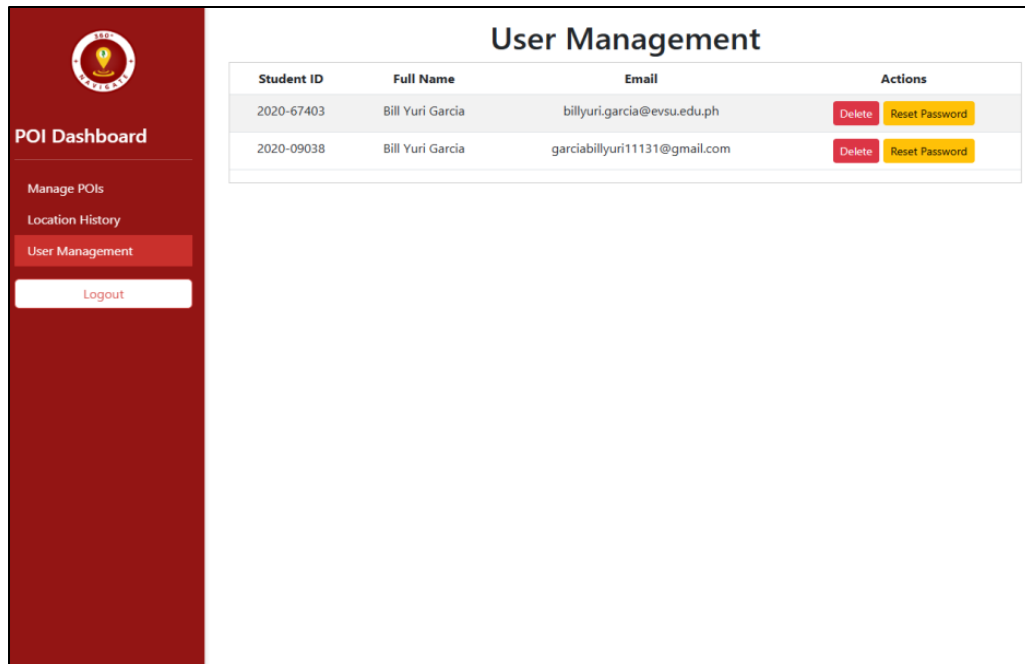 360°
NAVIGATE
POI Dashboard
Manage POIs
Location History
User Management
Logout
User Management
Student ID Full Name Email Actions
2020-67403 Bill Yuri Garcia billyuri.garcia@evsu.edu.ph Delete Reset Password
2020-09038 Bill Yuri Garcia garciabillyuri11131@gmail.com Delete Reset Password